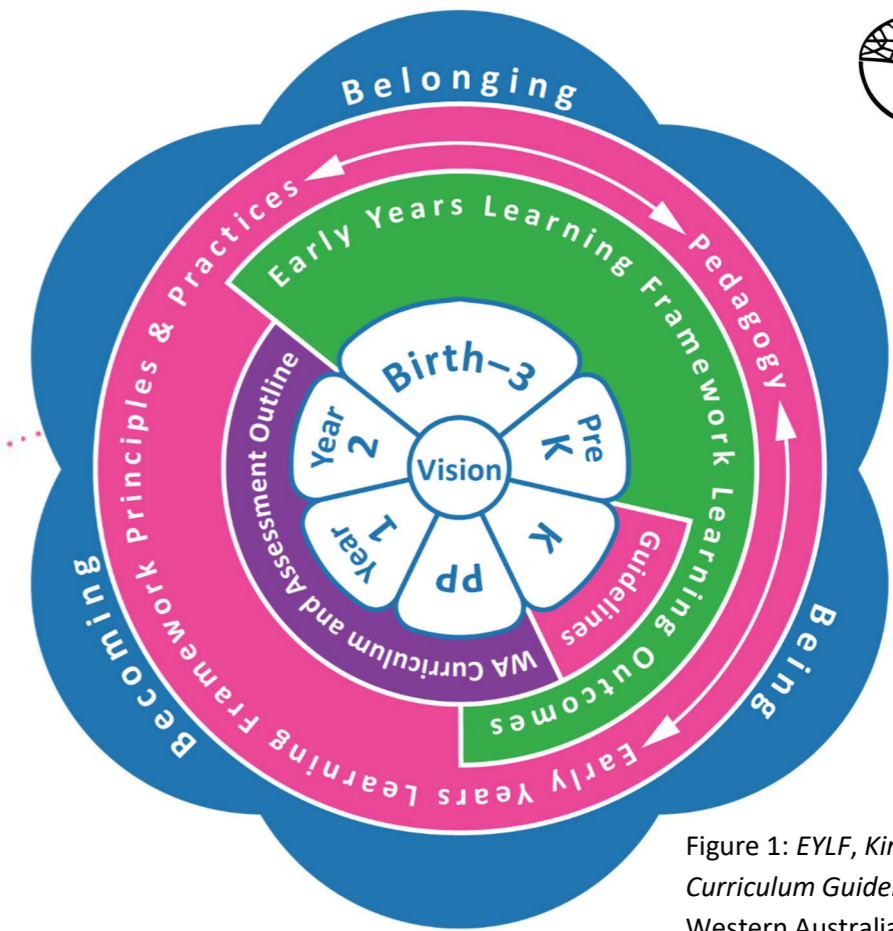 Belonging
Being
Becoming
Pedagogy
Early Years Learning Framework Principles & Practices
Early Years Learning Framework Learning Outcomes
Guidelines
WA Curriculum and Assessment Outline
Birth–3
Pre
K
K
PP
Year
1
Year
2
Vision
Figure 1: EYLF, Kin
Curriculum Guide
Western Australia